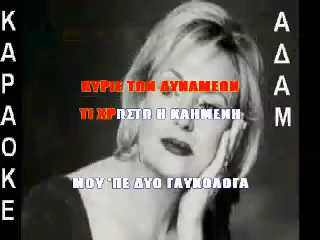 ΚΑΡΑΟΚΕ
ΑΔΑΜ
ΚΥΡΙΕ ΤΩΝ ΔΥΝΑΜΕΩΝ
ΤΙ ΧΡΩΣΤΩ Η ΚΑΗΜΕΝΗ
ΜΟΥ 'ΠΕ ΔΥΟ ΓΛΥΚΟΛΟΓΑ